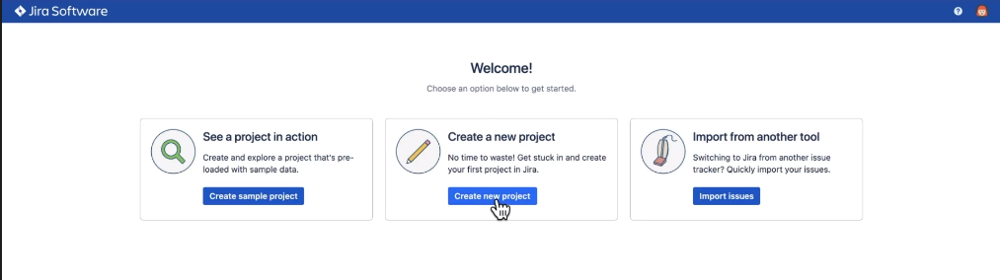 Jira Software
Welcome!
Choose an option below to get started.
See a project in action
Create and explore a project that's pre-
loaded with sample data.
Create sample project
Create a new project
No time to waste! Get stuck in and create
your first project in Jira.
Create new project
Import from another tool
Switching to Jira from another issue
tracker? Quickly import your issues.
Import issues